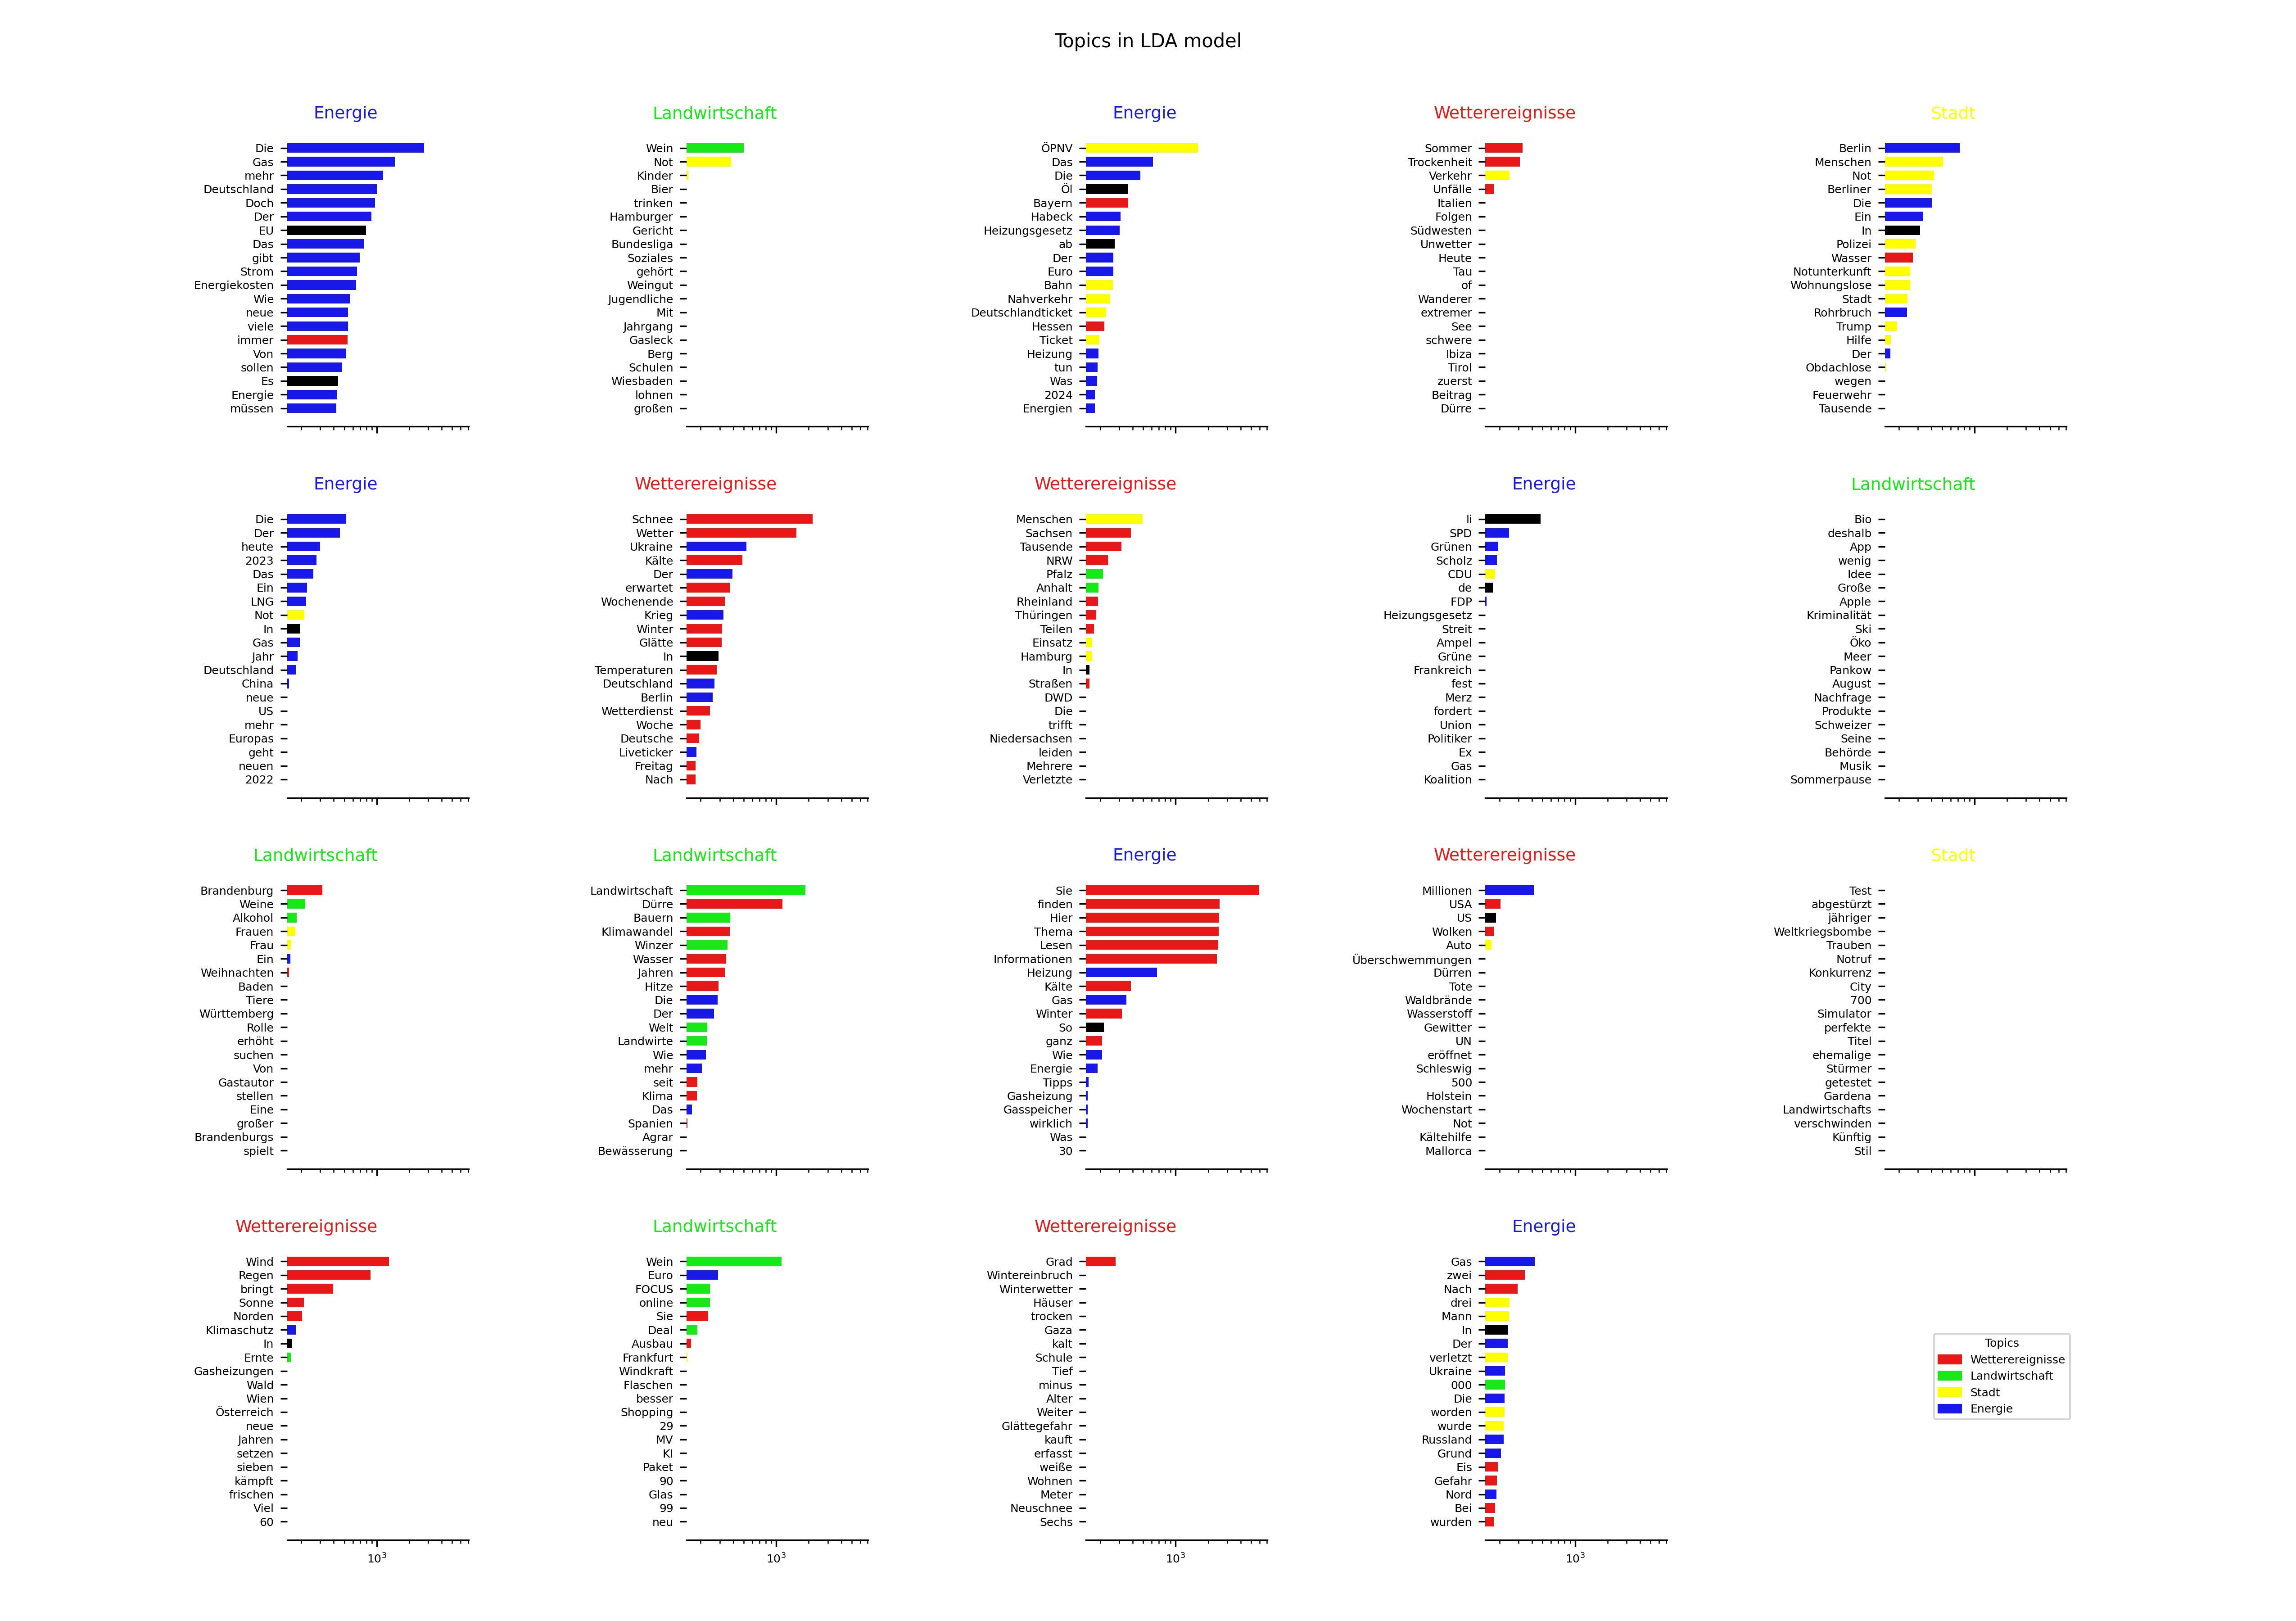 Topics in LDA model
Energie
Die
Gas
mehr
Deutschland
Doch
Der
EU
Das
gibt
Strom
Energiekosten
Wie
neue
viele
immer
Von
sollen
Es
Energie
müssen
Landwirtschaft
Wein
Not
Kinder
Bier
trinken
Hamburger
Gericht
Bundesliga
Soziales
gehört
Weingut
Jugendliche
Mit
Jahrgang
Gasleck
Berg
Schulen
Wiesbaden
lohnen
großen
Energie
ÖPNV
Das
Die
Öl
Bayern
Habeck
Heizungsgesetz
ab
Der
Euro
Bahn
Nahverkehr
Deutschlandticket
Hessen
Ticket
Heizung
tun
Was
2024
Energien
Wetterereignisse
Sommer
Trockenheit
Verkehr
Unfälle
Italien
Folgen
Südwesten
Unwetter
Heute
Tau
of
Wanderer
extremer
See
schwere
Ibiza
Tirol
zuerst
Beitrag
Dürre
Stadt
Berlin
Menschen
Not
Berliner
Die
Ein
In
Polizei
Wasser
Notunterkunft
Wohnungslose
Stadt
Rohrbruch
Trump
Hilfe
Der
Obdachlose
wegen
Feuerwehr
Tausende
Energie
Die
Der
heute
2023
Das
Ein
LNG
Not
In
Gas
Jahr
Deutschland
China
neue
US
mehr
Europas
geht
neuen
2022
Wetterereignisse
Schnee
Wetter
Ukraine
Kälte
Der
erwartet
Wochenende
Krieg
Winter
Glätte
In
Temperaturen
Deutschland
Berlin
Wetterdienst
Woche
Deutsche
Liveticker
Freitag
Nach
Wetterereignisse
Menschen
Sachsen
Tausende
NRW
Pfalz
Anhalt
Rheinland
Thüringen
Teilen
Einsatz
Hamburg
In
Straßen
DWD
Die
trifft
Niedersachsen
leiden
Mehrere
Verletzte
Energie
li
SPD
Grünen
Scholz
CDU
de
FDP
Heizungsgesetz
Streit
Ampel
Grüne
Frankreich
fest
Merz
fordert
Union
Politiker
Ex
Gas
Koalition
Landwirtschaft
Bio
deshalb
App
wenig
Idee
Große
Apple
Kriminalität
Ski
Öko
Meer
Pankow
August
Nachfrage
Produkte
Schweizer
Seine
Behörde
Musik
Sommerpause
Landwirtschaft
Brandenburg
Weine
Alkohol
Frauen
Frau
Ein
Weihnachten
Baden
Tiere
Württemberg
Rolle
erhöht
suchen
Von
Gastautor
stellen
Eine
großer
Brandenburgs
spielt
Landwirtschaft
Landwirtschaft
Dürre
Bauern
Klimawandel
Winzer
Wasser
Jahren
Hitze
Die
Der
Welt
Landwirte
Wie
mehr
seit
Klima
Das
Spanien
Agrar
Bewässerung
Energie
Sie
finden
Hier
Thema
Lesen
Informationen
Heizung
Kälte
Gas
Winter
So
ganz
Wie
Energie
Tipps
Gasheizung
Gasspeicher
wirklich
Was
30
Wetterereignisse
Millionen
USA
US
Wolken
Auto
Überschwemmungen
Dürren
Tote
Waldbrände
Wasserstoff
Gewitter
UN
eröffnet
Schleswig
500
Holstein
Wochenstart
Not
Kältehilfe
Mallorca
Stadt
Test
abgestürzt
jähriger
Weltkriegsbombe
Trauben
Notruf
Konkurrenz
City
700
Simulator
perfekte
Titel
ehemalige
Stürmer
getestet
Gardena
Landwirtschafts
verschwinden
Künftig
Stil
Wetterereignisse
Wind
Regen
bringt
Sonne
Norden
Klimaschutz
In
Ernte
Gasheizungen
Wald
Wien
Österreich
neue
Jahren
setzen
sieben
kämpft
frischen
Viel
60
10³
Landwirtschaft
Wein
Euro
FOCUS
online
Sie
Deal
Ausbau
Frankfurt
Windkraft
Flaschen
besser
Shopping
29
MV
KI
Paket
90
Glas
99
neu
10³
Wetterereignisse
Grad
Wintereinbruch
Winterwetter
Häuser
trocken
Gaza
kalt
Schule
Tief
minus
Alter
Weiter
Glättegefahr
kauft
erfasst
weiße
Wohnen
Meter
Neuschnee
Sechs
10³
Energie
Gas
zwei
Nach
drei
Mann
In
Der
verletzt
Ukraine
000
Die
worden
wurde
Russland
Grund
Eis
Gefahr
Nord
Bei
wurden
10³
Topics
Wetterereignisse
Landwirtschaft
Stadt
Energie